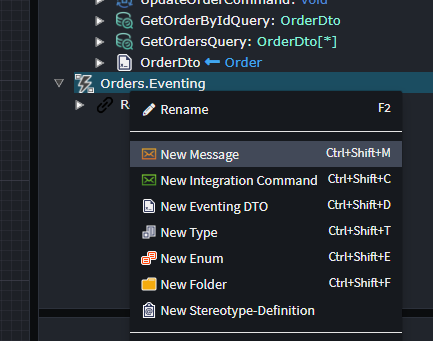 UpdateOrderCommand: void
GetOrderByIdQuery: OrderDto
GetOrdersQuery: OrderDto[*]
OrderDto Order
Orders.Eventing
R
Rename F2
New Message Ctrl+Shift+M
New Integration Command Ctrl+Shift+C
New Eventing DTO Ctrl+Shift+D
New Type Ctrl+Shift+T
New Enum Ctrl+Shift+E
New Folder Ctrl+Shift+F
New Stereotype-Definition